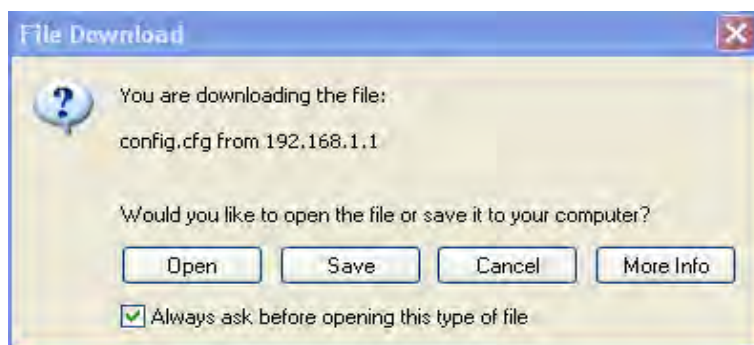 File Download
You are downloading the file:
config.cfg from 192.168.1.1
Would you like to open the file or save it to your computer?
Open Save Cancel More Info
Always ask before opening this type of file